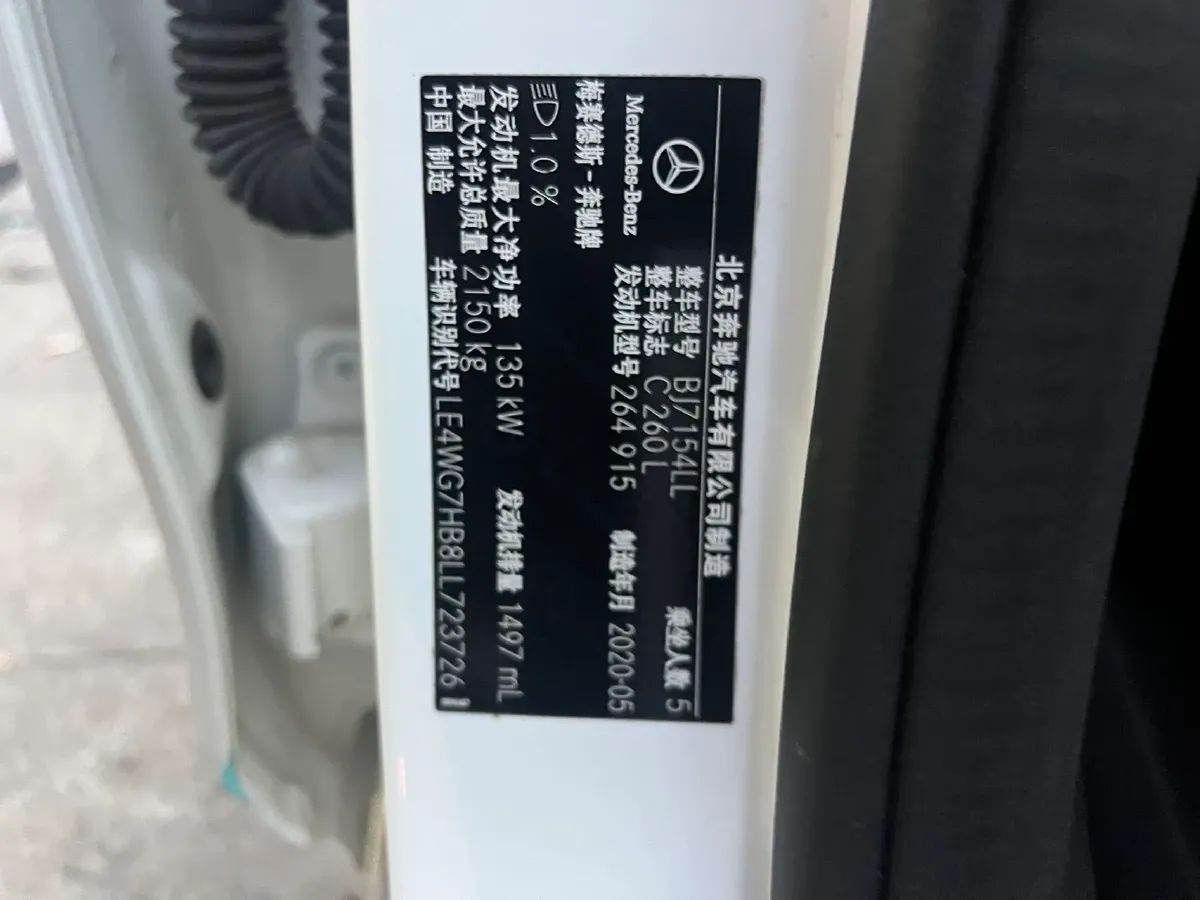 北京奔驰汽车有限公司制造
整车型号 BJ7154LL 乘坐人数 5
整车标志 C 260 L
Mercedes-Benz 发动机型号 264 915 制造年月 2020-05
梅赛德斯-奔驰牌
1.0 %
发动机最大净功率 135 kW 发动机排量 1497 mL
最大允许总质量 2150 kg
中国 制造 车辆识别代号 LE4WG7HB8LL723726